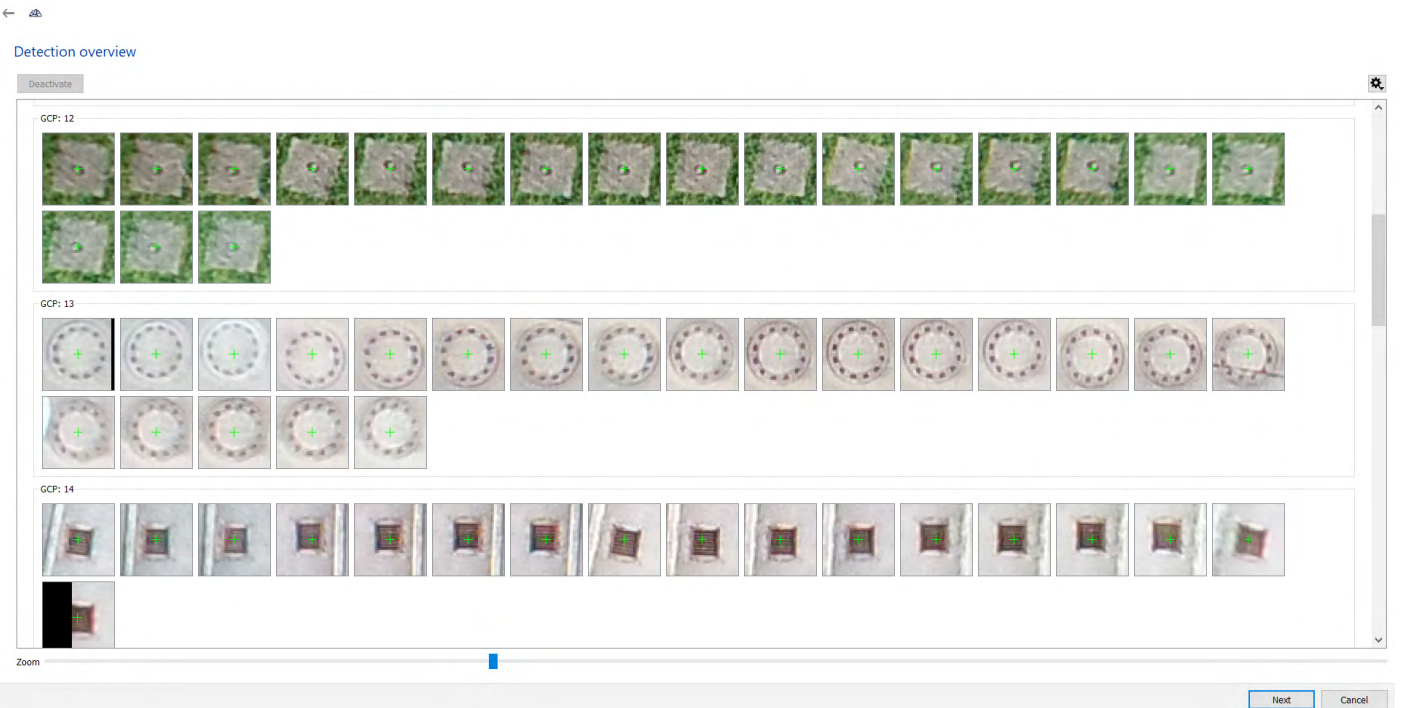 Detection overview
Deactivate
GCP: 12
GCP: 13
GCP: 14
Zoom
Next Cancel